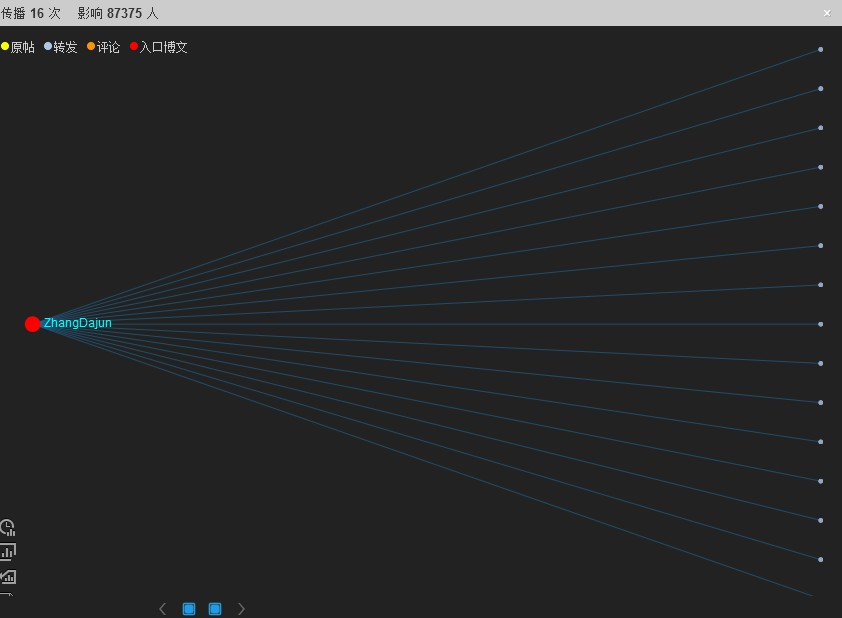 传播 16 次 影响 87375 人
×
原帖 转发 评论 入口博文
ZhangDajun